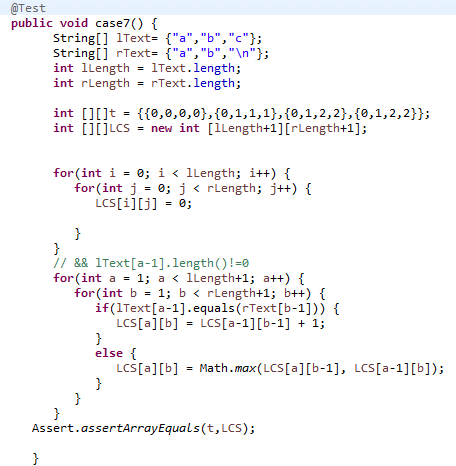 @Test
public void case7() {
String[] lText= {"a","b","c"};
String[] rText= {"a","b","\n"};
int lLength = lText.length;
int rLength = rText.length;
int [][]t = {{0,0,0,0},{0,1,1,1},{0,1,2,2},{0,1,2,2}};
int [][]LCS = new int [lLength+1][rLength+1];
for(int i = 0; i < lLength; i++) {
for(int j = 0; j < rLength; j++) {
LCS[i][j] = 0;
}
}
// && lText[a-1].length()!=0
for(int a = 1; a < lLength+1; a++) {
for(int b = 1; b < rLength+1; b++) {
if(lText[a-1].equals(rText[b-1])) {
LCS[a][b] = LCS[a-1][b-1] + 1;
}
else {
LCS[a][b] = Math.max(LCS[a][b-1], LCS[a-1][b]);
}
}
}
Assert.assertArrayEquals(t,LCS);
}